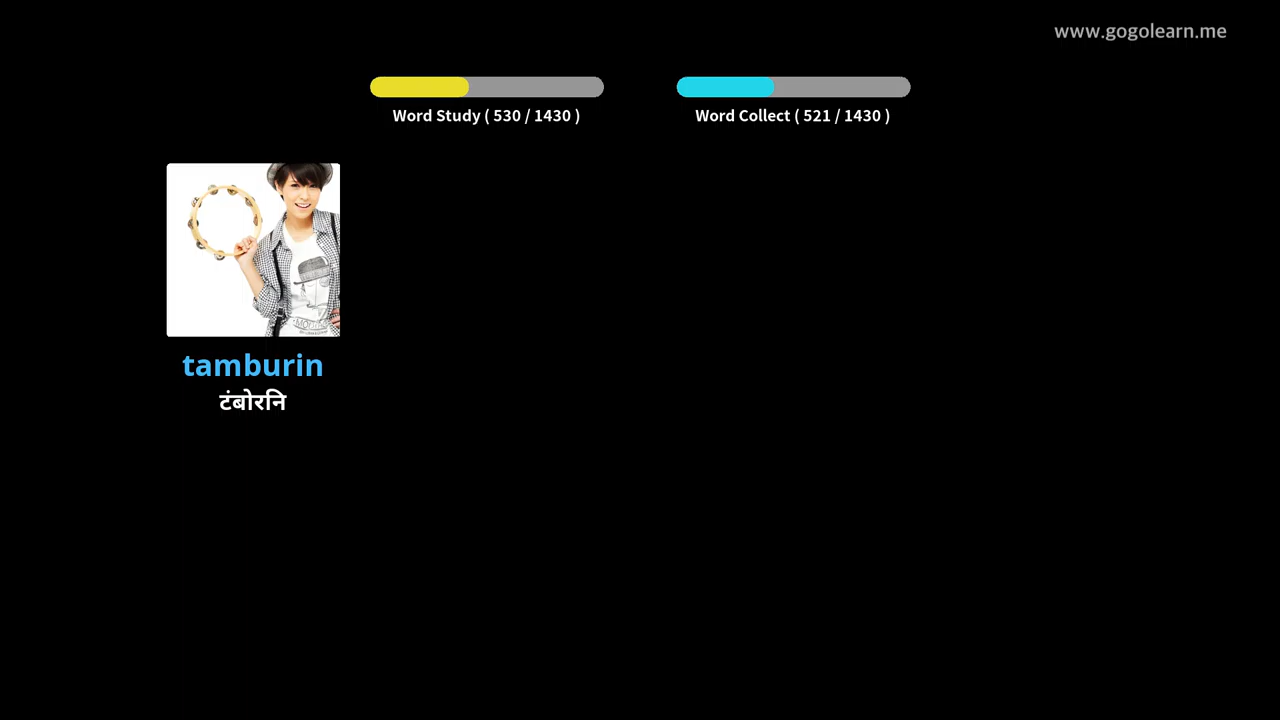 www.gogolearn.me
Word Study ( 530 / 1430 )
Word Collect ( 521 / 1430 )
tamburin
टंबोरनि